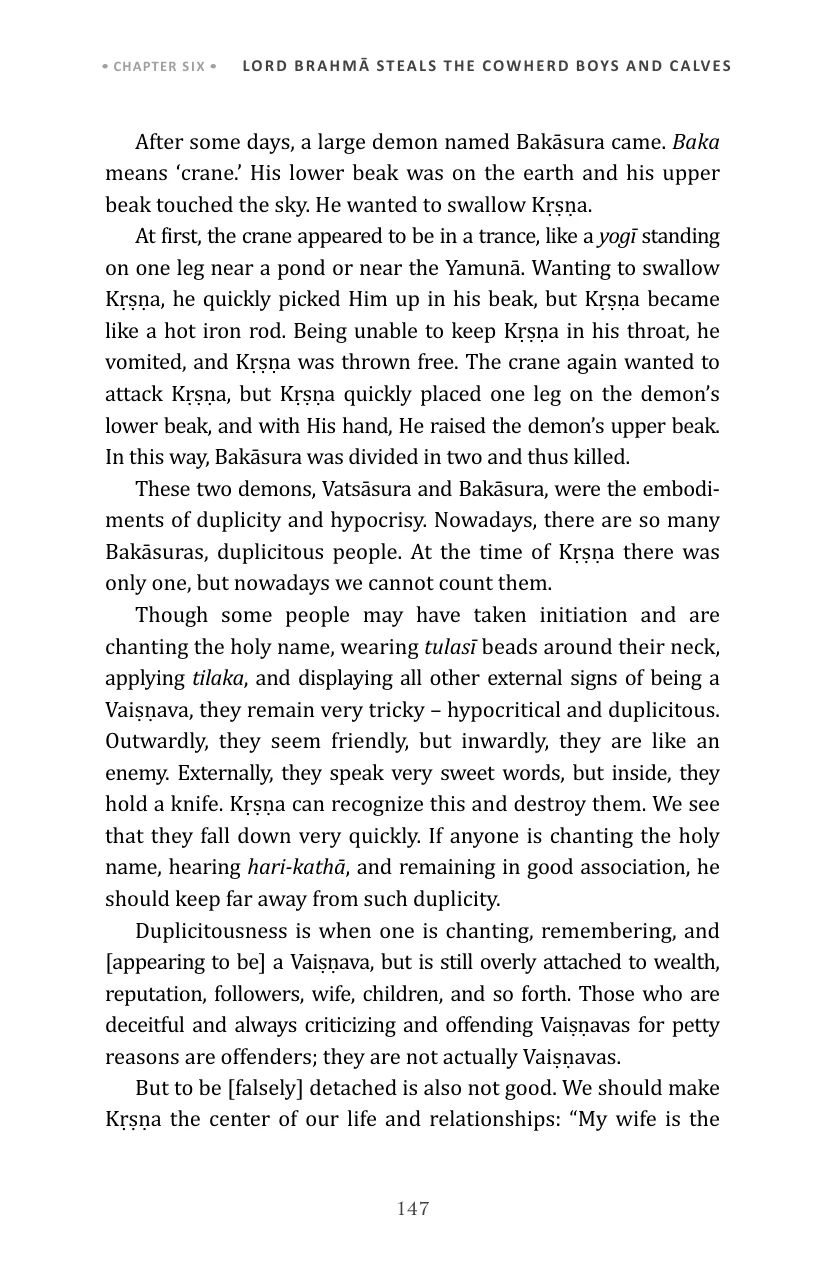 • CHAPTER SIX • LORD BRAHMĀ STEALS THE COWHERD BOYS AND CALVES
After some days, a large demon named Bakāsura came. Baka
means ‘crane.’ His lower beak was on the earth and his upper
beak touched the sky. He wanted to swallow Kṛṣṇa.
At first, the crane appeared to be in a trance, like a yogī standing
on one leg near a pond or near the Yamunā. Wanting to swallow
Kṛṣṇa, he quickly picked Him up in his beak, but Kṛṣṇa became
like a hot iron rod. Being unable to keep Kṛṣṇa in his throat, he
vomited, and Kṛṣṇa was thrown free. The crane again wanted to
attack Kṛṣṇa, but Kṛṣṇa quickly placed one leg on the demon’s
lower beak, and with His hand, He raised the demon’s upper beak.
In this way, Bakāsura was divided in two and thus killed.
These two demons, Vatsāsura and Bakāsura, were the embodi-
ments of duplicity and hypocrisy. Nowadays, there are so many
Bakāsuras, duplicitous people. At the time of Kṛṣṇa there was
only one, but nowadays we cannot count them.
Though some people may have taken initiation and are
chanting the holy name, wearing tulasī beads around their neck,
applying tilaka, and displaying all other external signs of being a
Vaiṣṇava, they remain very tricky – hypocritical and duplicitous.
Outwardly, they seem friendly, but inwardly, they are like an
enemy. Externally, they speak very sweet words, but inside, they
hold a knife. Kṛṣṇa can recognize this and destroy them. We see
that they fall down very quickly. If anyone is chanting the holy
name, hearing hari-kathā, and remaining in good association, he
should keep far away from such duplicity.
Duplicitousness is when one is chanting, remembering, and
[appearing to be] a Vaiṣṇava, but is still overly attached to wealth,
reputation, followers, wife, children, and so forth. Those who are
deceitful and always criticizing and offending Vaiṣṇavas for petty
reasons are offenders; they are not actually Vaiṣṇavas.
But to be [falsely] detached is also not good. We should make
Kṛṣṇa the center of our life and relationships: “My wife is the
147